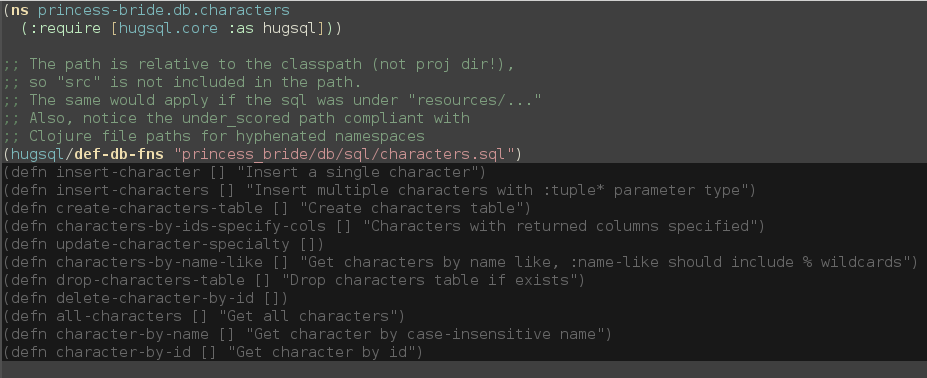 (ns princess-bride.db.characters
  (:require [hugsql.core :as hugsql]))

;; The path is relative to the classpath (not proj dir!),
;; so "src" is not included in the path.
;; The same would apply if the sql was under "resources/..."
;; Also, notice the under_scored path compliant with
;; Clojure file paths for hyphenated namespaces
(hugsql/def-db-fns "princess_bride/db/sql/characters.sql")
(defn insert-character [] "Insert a single character")
(defn insert-characters [] "Insert multiple characters with :tuple* parameter type")
(defn create-characters-table [] "Create characters table")
(defn characters-by-ids-specify-cols [] "Characters with returned columns specified")
(defn update-character-specialty [])
(defn characters-by-name-like [] "Get characters by name like, :name-like should include % wildcards")
(defn drop-characters-table [] "Drop characters table if exists")
(defn delete-character-by-id [])
(defn all-characters [] "Get all characters")
(defn character-by-name [] "Get character by case-insensitive name")
(defn character-by-id [] "Get character by id")